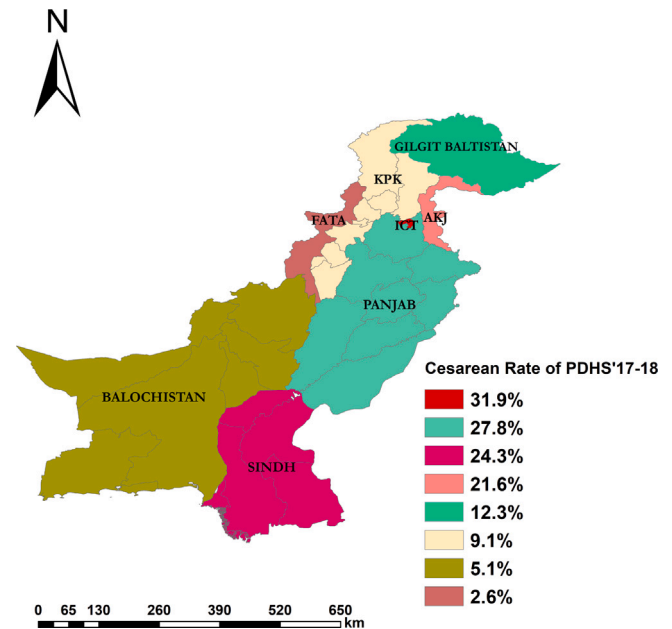 N
GILGIT BALTISTAN
KPK
FATA
AKJ
ICT
PANJAB
BALOCHISTAN
SINDH
Cesarean Rate of PDHS'17-18
31.9%
27.8%
24.3%
21.6%
12.3%
9.1%
5.1%
2.6%
0 65 130 260 390 520 650
km